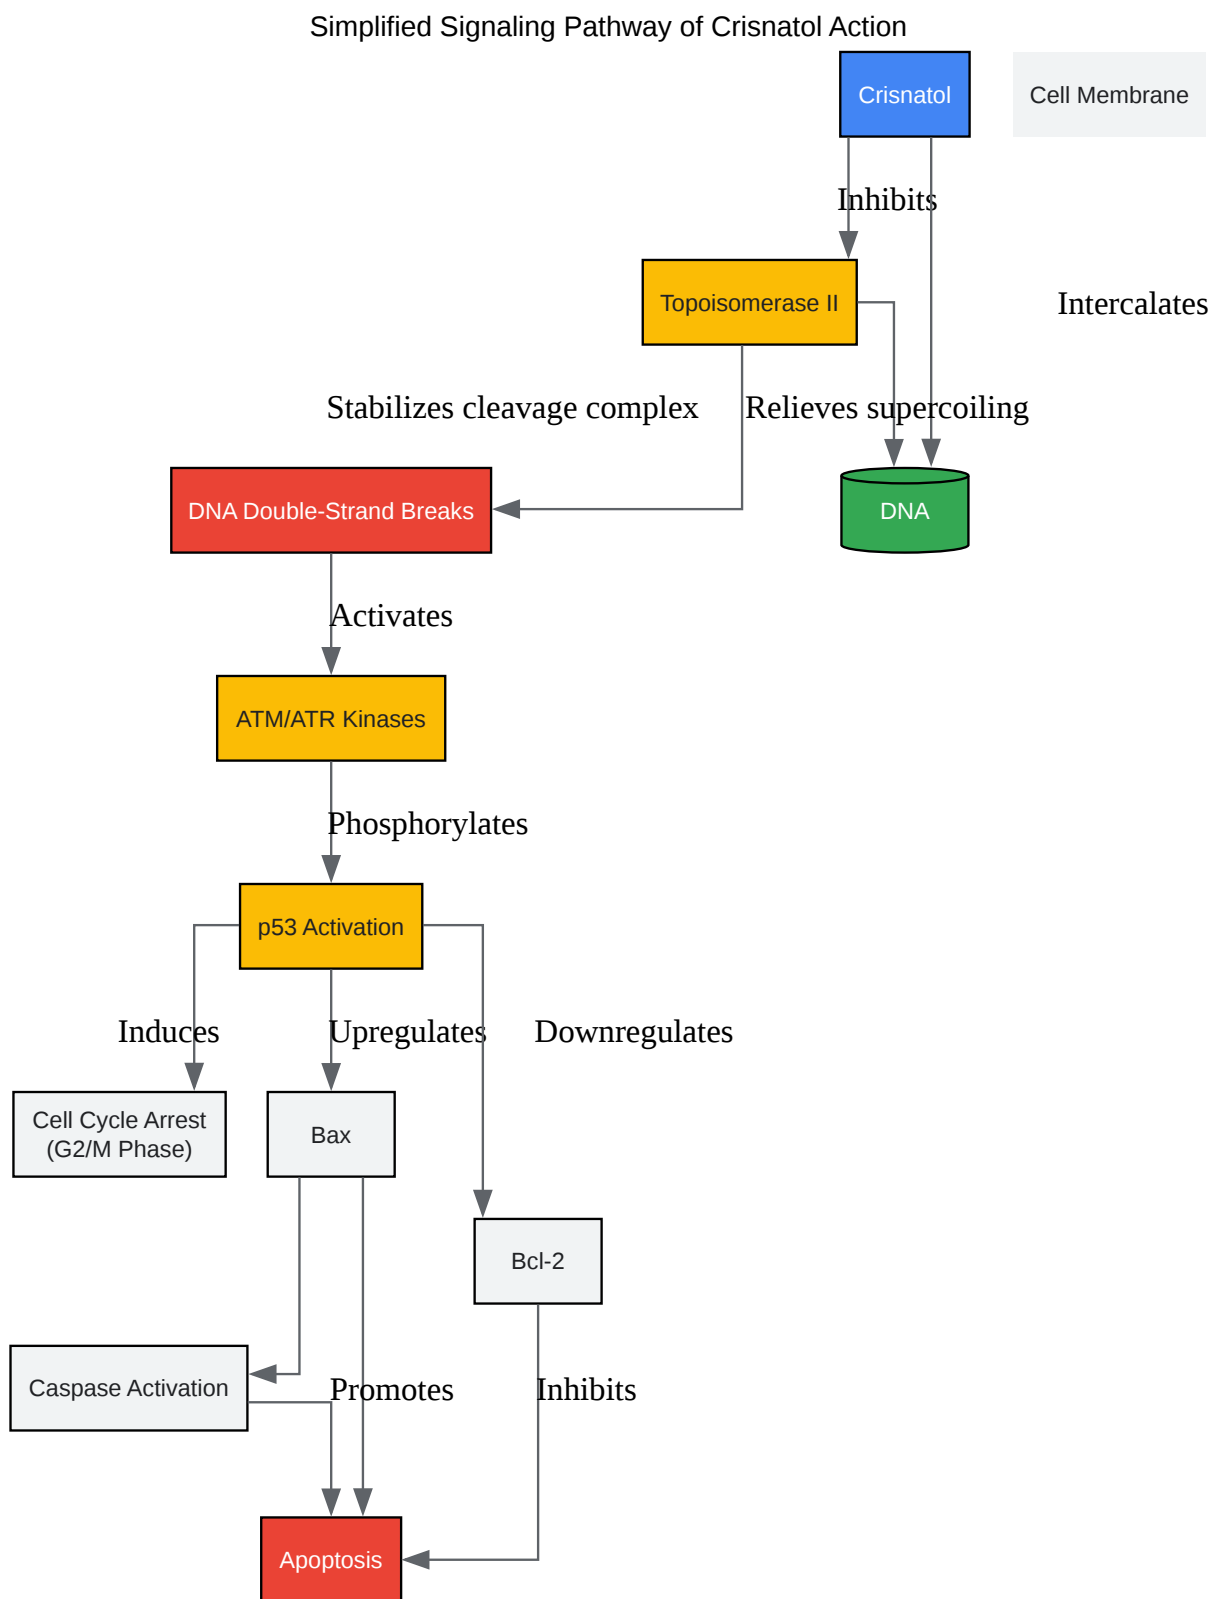 Simplified Signaling Pathway of Crisnatol Action
Crisnatol
Cell Membrane
Inhibits
Topoisomerase II
Intercalates
Stabilizes cleavage complex
Relieves supercoiling
DNA Double-Strand Breaks
DNA
Activates
ATM/ATR Kinases
Phosphorylates
p53 Activation
Induces
Upregulates
Downregulates
Cell Cycle Arrest
(G2/M Phase)
Bax
Bcl-2
Caspase Activation
Promotes
Inhibits
Apoptosis